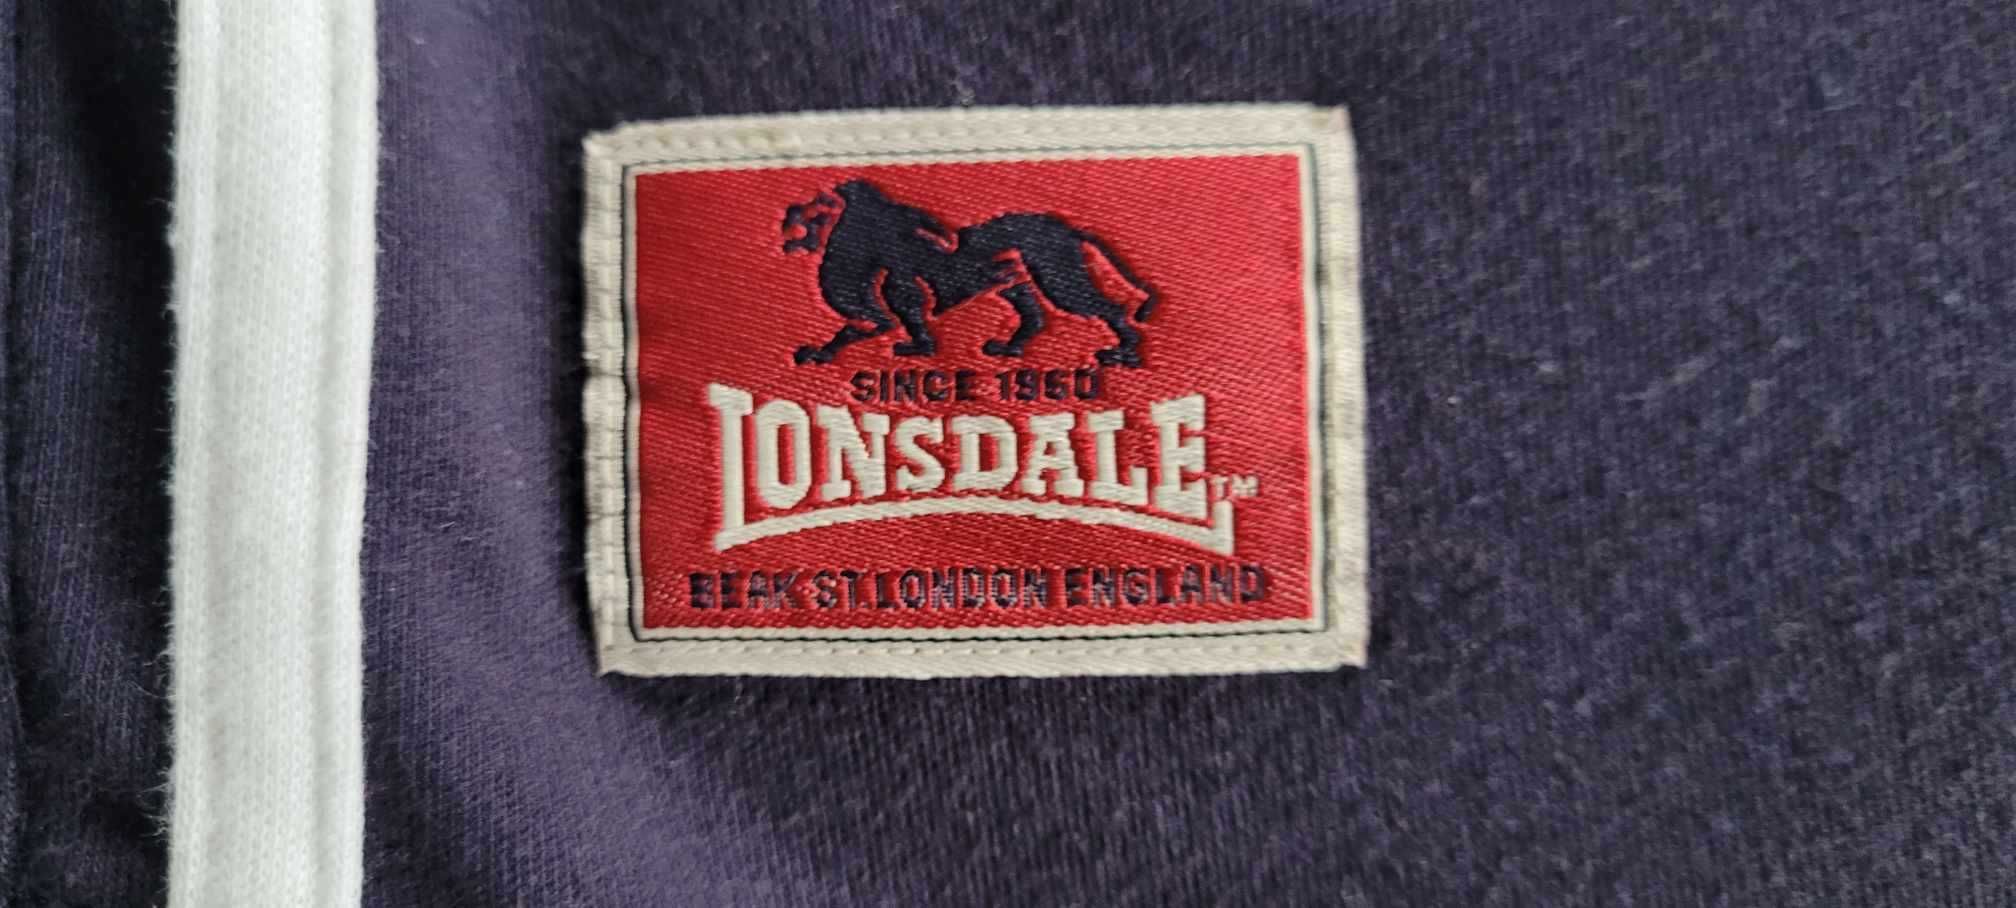 SINCE 1960
LONSDALE™
BEAK ST. LONDON ENGLAND